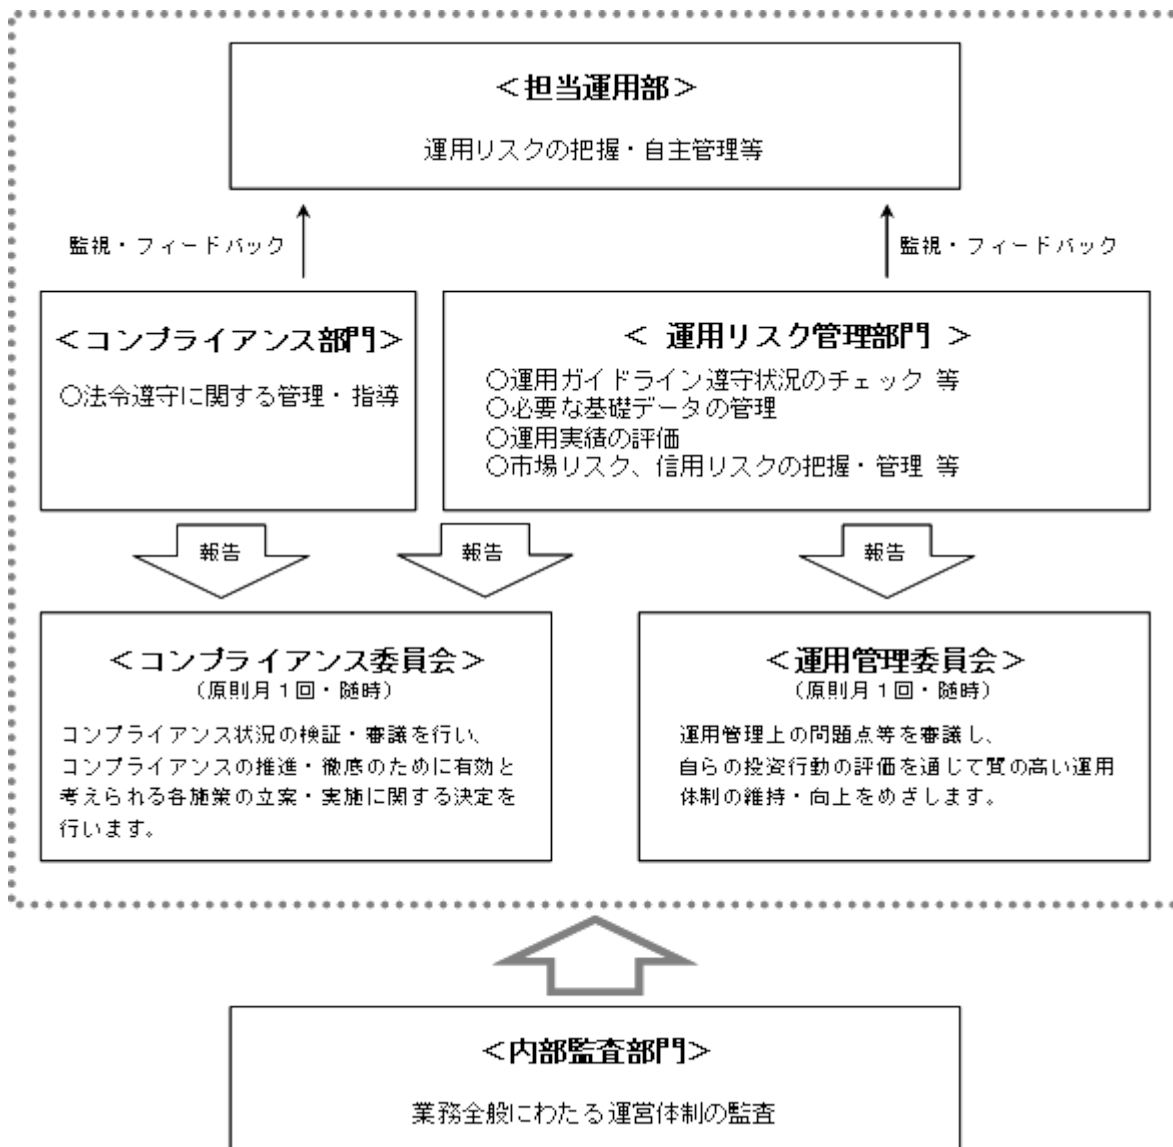 ＜担当運用部＞
運用リスクの把握・自主管理等
監視・フィードバック
監視・フィードバック
＜コンプライアンス部門＞
○法令遵守に関する管理・指導
＜ 運用リスク管理部門 ＞
○運用ガイドライン遵守状況のチェック 等
○必要な基礎データの管理
○運用実績の評価
○市場リスク、信用リスクの把握・管理 等
報告
報告
報告
＜コンプライアンス委員会＞
（原則月１回・随時）
コンプライアンス状況の検証・審議を行い、
コンプライアンスの推進・徹底のために有効と
考えられる各施策の立案・実施に関する決定を
行います。
＜運用管理委員会＞
（原則月１回・随時）
運用管理上の問題点等を審議し、
自らの投資行動の評価を通じて質の高い運用
体制の維持・向上をめざします。
＜内部監査部門＞
業務全般にわたる運営体制の監査